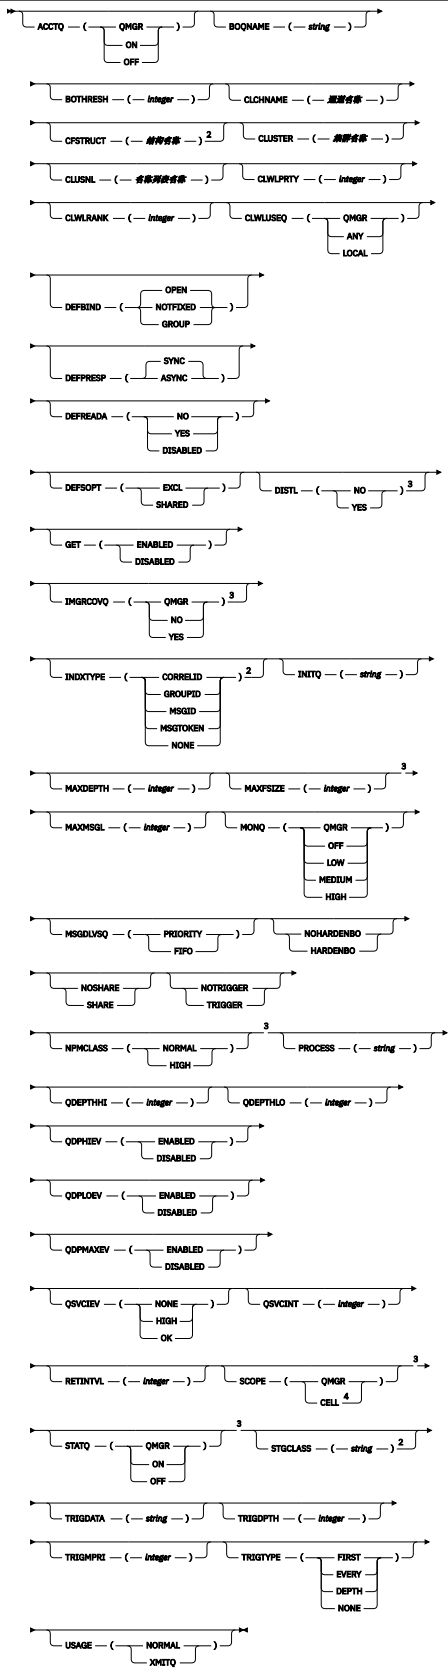 ACCTQ ( QMGR ) BOQNAME ( string )
ON
OFF
BOTHRESH ( integer ) CLCHNAME ( 通道名称 )
CFSTRUCT ( 结构名称 ) 2 CLUSTER ( 集群名称 )
CLUSNL ( 名称列表名称 ) CLWLPRTY ( integer )
CLWLRANK ( integer ) CLWLUSEQ ( QMGR )
ANY
LOCAL
OPEN
DEFBIND ( NOTFIXED )
GROUP
SYNC
DEFPRESP ( ASYNC )
DEFREADA ( NO )
YES
DISABLED
DEFSOPT ( EXCL ) DISTL ( NO ) 3
SHARED YES
GET ( ENABLED )
DISABLED
IMGRCOVQ ( QMGR ) 3
NO
YES
INDXTYPE ( CORRELID ) 2 INITQ ( string )
GROUPID
MSGID
MSGTOKEN
NONE
MAXDEPTH ( integer ) MAXFSIZE ( integer ) 3
MAXMSGL ( integer ) MONQ ( QMGR )
OFF
LOW
MEDIUM
HIGH
MSGDLVSQ ( PRIORITY ) NOHARDENBO
FIFO HARDENBO
NOSHARE NOTRIGGER
SHARE TRIGGER
NPMCLASS ( NORMAL ) 3 PROCESS ( string )
HIGH
QDEPTHHI ( integer ) QDEPTHLO ( integer )
QDPHIEV ( ENABLED )
DISABLED
QDPLOEV ( ENABLED )
DISABLED
QDPMAXEV ( ENABLED )
DISABLED
QSVCIEV ( NONE ) QSVCINT ( integer )
HIGH
OK
RETINTVL ( integer ) SCOPE ( QMGR ) 3
CELL 4
STATQ ( QMGR ) 3 STGCLASS ( string ) 2
ON
OFF
TRIGDATA ( string ) TRIGDPTH ( integer )
TRIGMPRI ( integer ) TRIGTYPE ( FIRST )
EVERY
DEPTH
NONE
USAGE ( NORMAL )
XMITQ